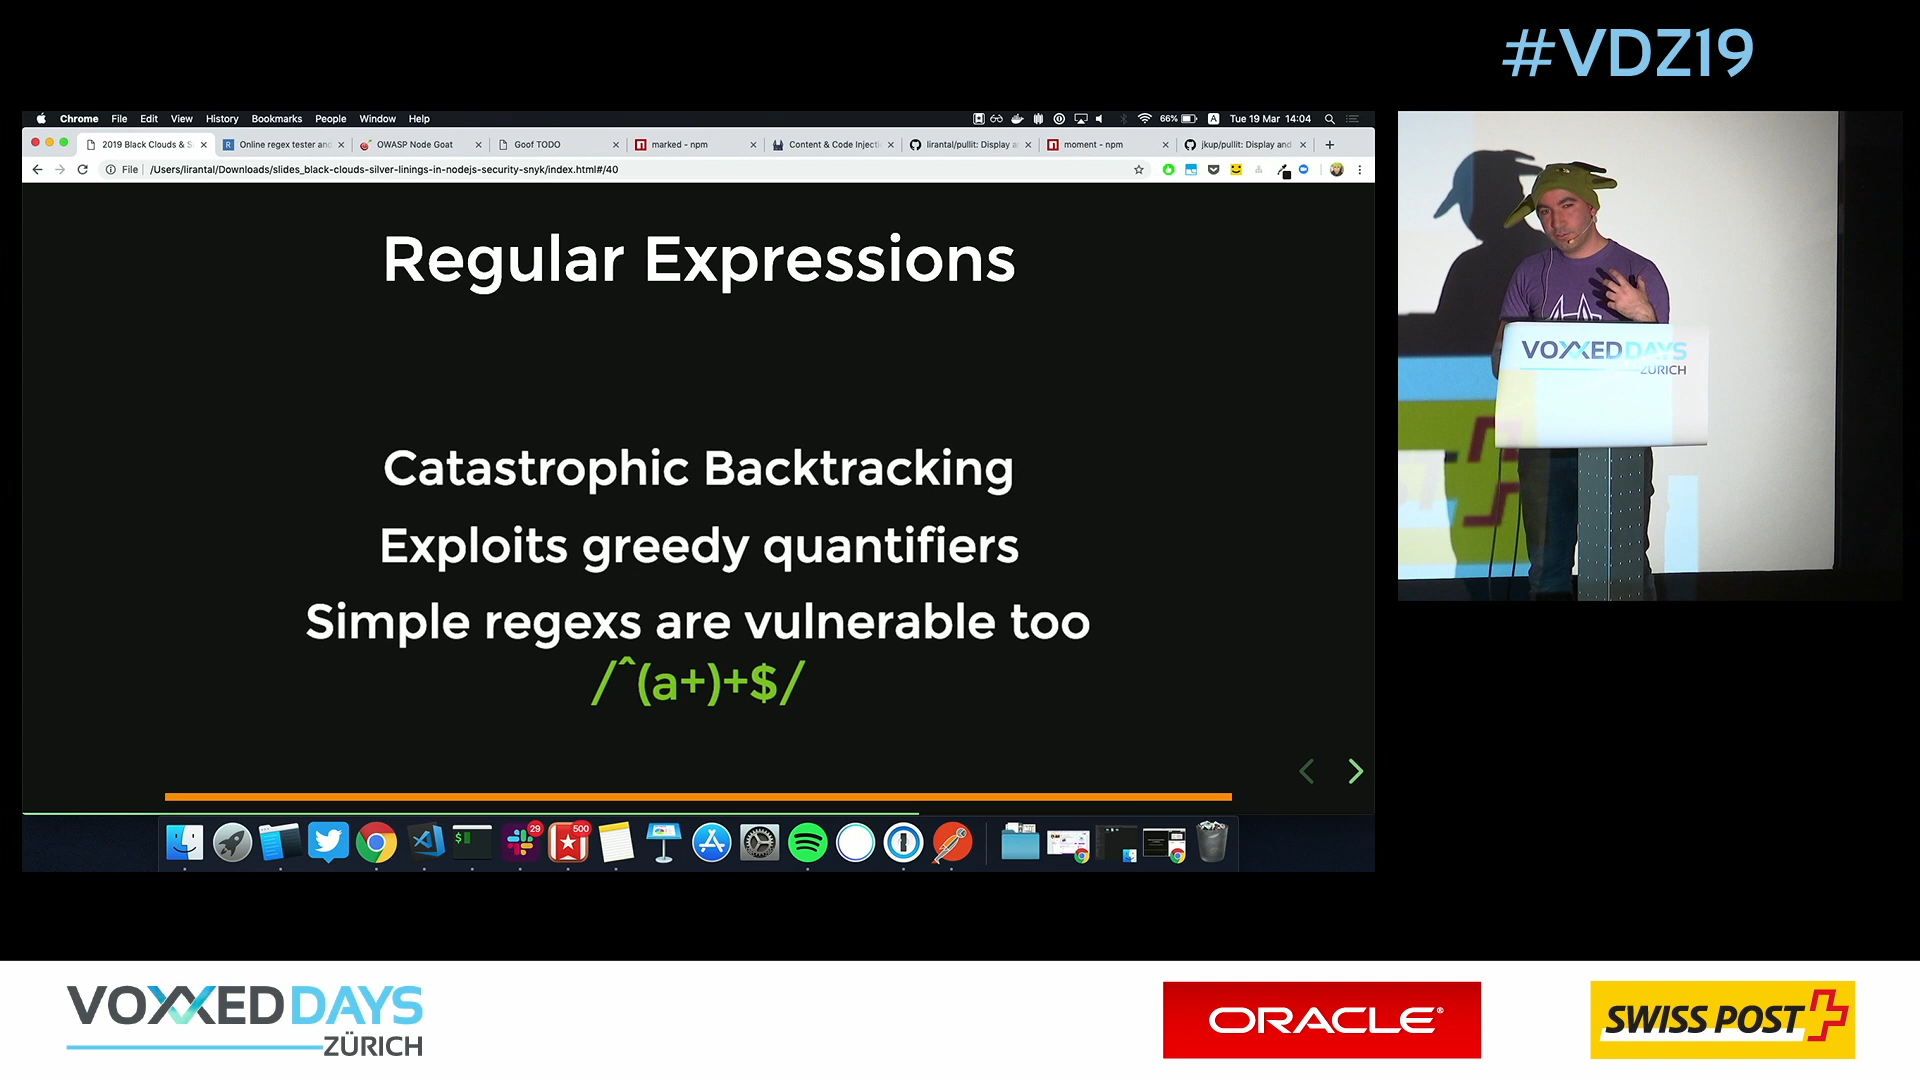 #VDZ19
Chrome File Edit View History Bookmarks People Window Help
66% A Tue 19 Mar 14:04
2019 Black Clouds & S
Online regex tester and
OWASP Node Goat
Goof TODO
marked - npm
Content & Code Injecti
lirantal/pullit: Display a
moment - npm
jkup/pullit: Display and
File /Users/lirantal/Downloads/slides_black-clouds-silver-linings-in-nodejs-security-snyk/index.html#/40
Regular Expressions
Catastrophic Backtracking
Exploits greedy quantifiers
Simple regexs are vulnerable too
/^(a+)+$/
29
500
VOXXED DAYS
ZÜRICH
VOXXED DAYS
ZÜRICH
ORACLE®
SWISS POST